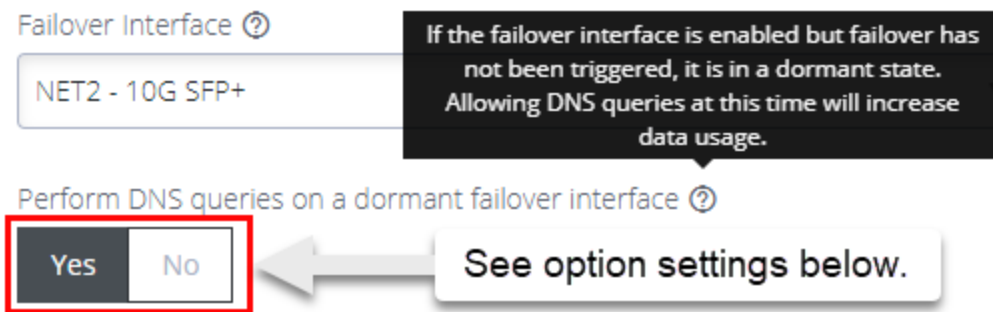 Failover Interface
If the failover interface is enabled but failover has
not been triggered, it is in a dormant state.
Allowing DNS queries at this time will increase
data usage.
NET2 - 10G SFP+
Perform DNS queries on a dormant failover interface
Yes No
See option settings below.